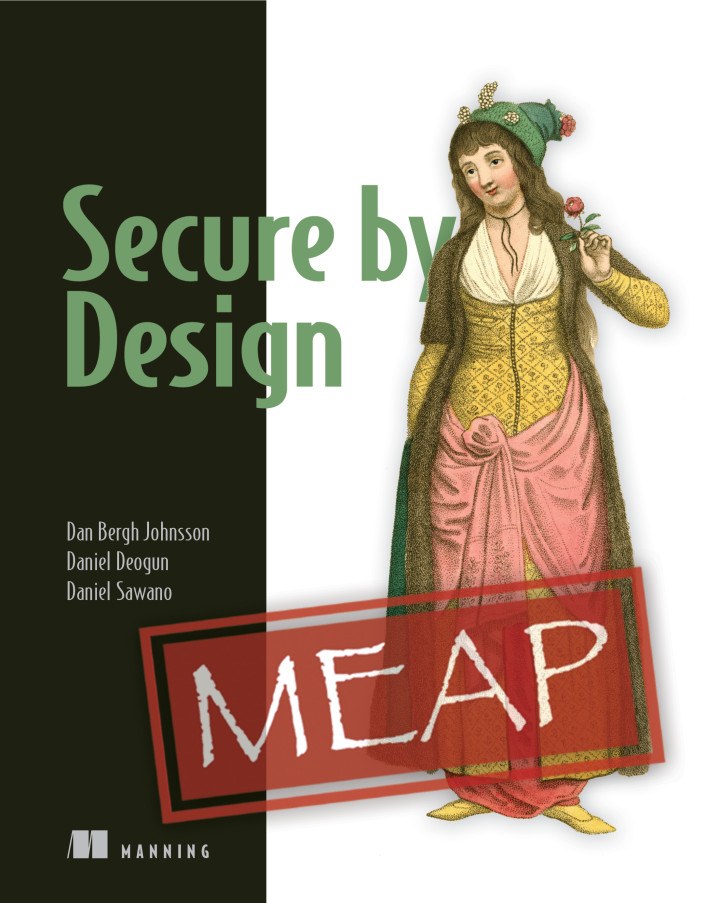 Secure by
Design
Dan Bergh Johnsson
Daniel Deogun
Daniel Sawano
MEAP
MANNING